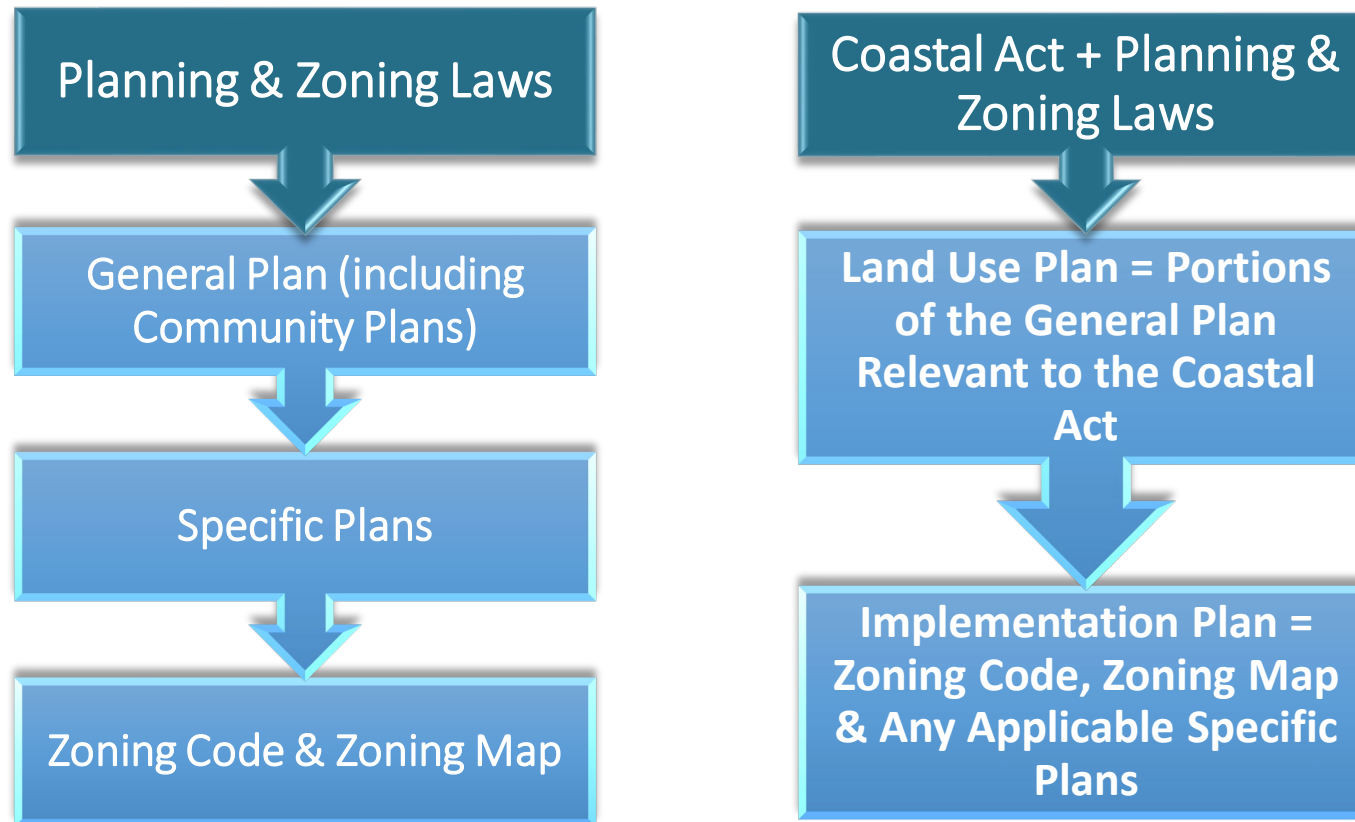 Planning & Zoning Laws
General Plan (including
Community Plans)
Specific Plans
Zoning Code & Zoning Map
Coastal Act + Planning &
Zoning Laws
Land Use Plan = Portions
of the General Plan
Relevant to the Coastal
Act
Implementation Plan =
Zoning Code, Zoning Map
& Any Applicable Specific
Plans